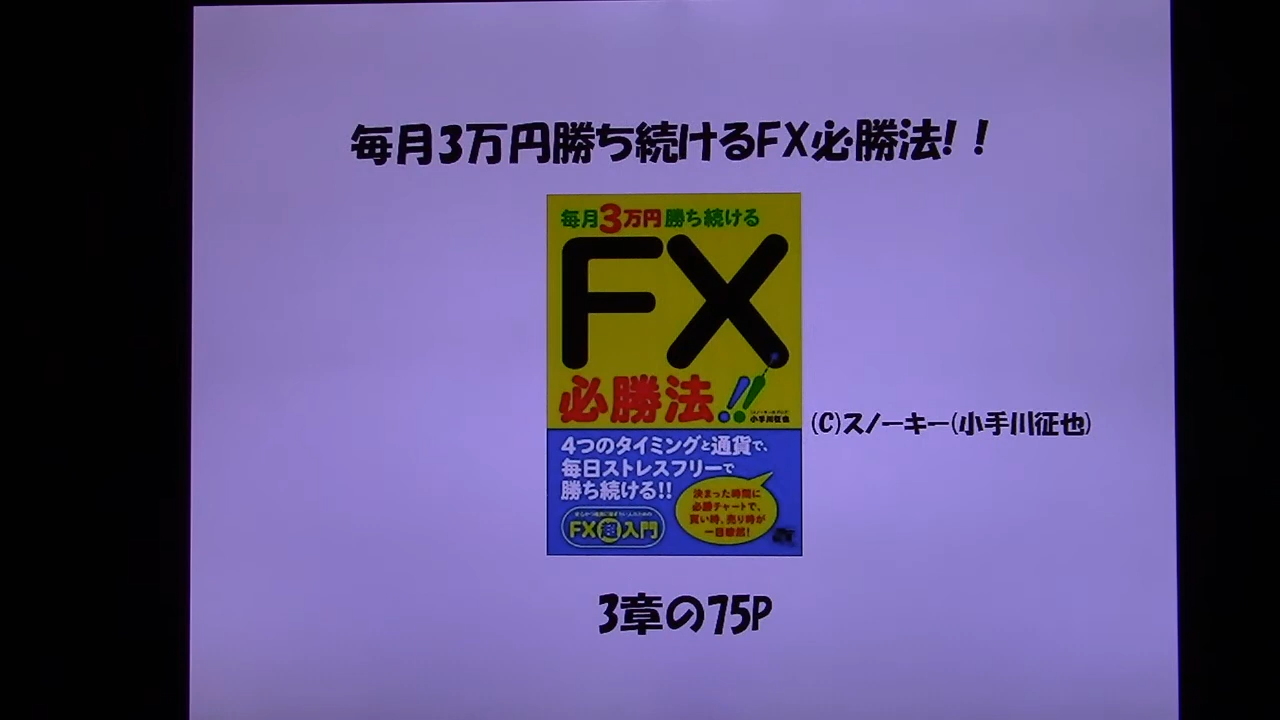 毎月3万円勝ち続けるFX必勝法！！
毎月3万円勝ち続ける
FX
必勝法!!
小手川征也
(C)スノーキー(小手川征也)
4つのタイミングと通貨で、
毎日ストレスフリーで
勝ち続ける!!
決まった時間に
必勝チャートで、
買い時、売り時が
一目瞭然!
FX超入門
3章の75P